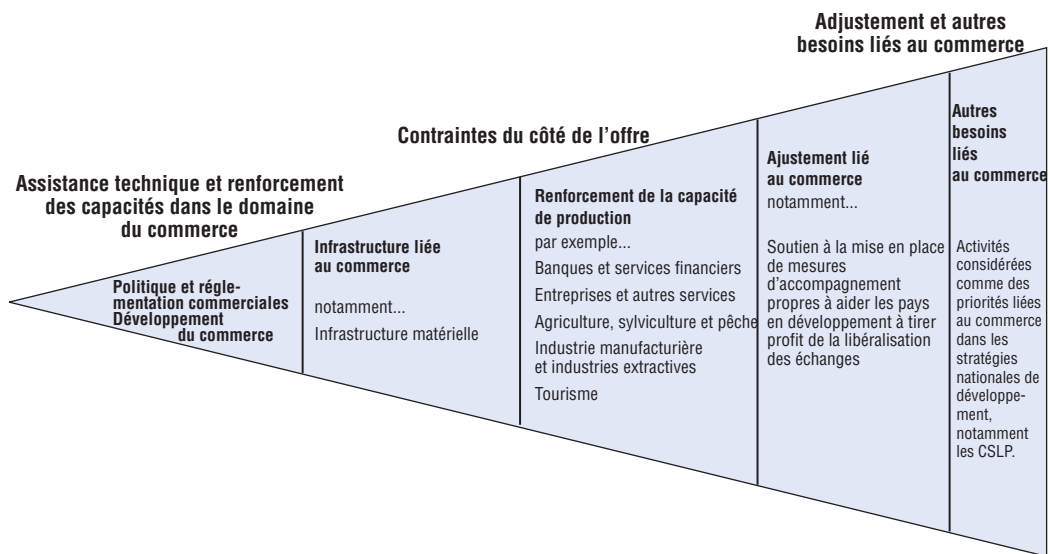 Adjustement et autres
besoins liés au commerce
Contraintes du côté de l’offre
Assistance technique et renforcement
des capacités dans le domaine
du commerce
Politique et régle-
mentation commerciales
Développement
du commerce
Infrastructure liée
au commerce
notamment...
Infrastructure matérielle
Renforcement de la capacité
de production
par exemple...
Banques et services financiers
Entreprises et autres services
Agriculture, sylviculture et pêche
Industrie manufacturière
et industries extractives
Tourisme
Ajustement lié
au commerce
notamment...
Soutien à la mise en place
de mesures
d’accompagnement
propres à aider les pays
en développement à tirer
profit de la libéralisation
des échanges
Autres
besoins
liés
au commerce
Activités
considérées
comme des
priorités liées
au commerce
dans les
stratégies
nationales de
développe-
ment,
notamment
les CSLP.